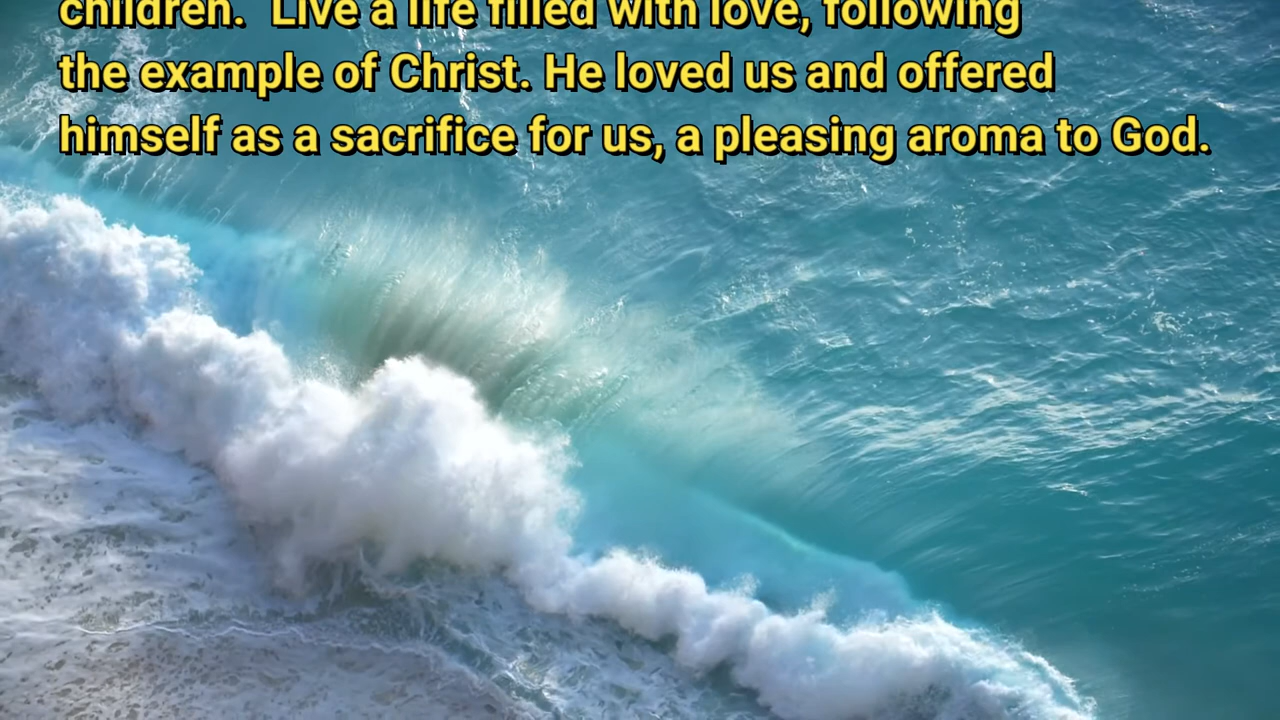 children.  Live a life filled with love, following
the example of Christ. He loved us and offered
himself as a sacrifice for us, a pleasing aroma to God.